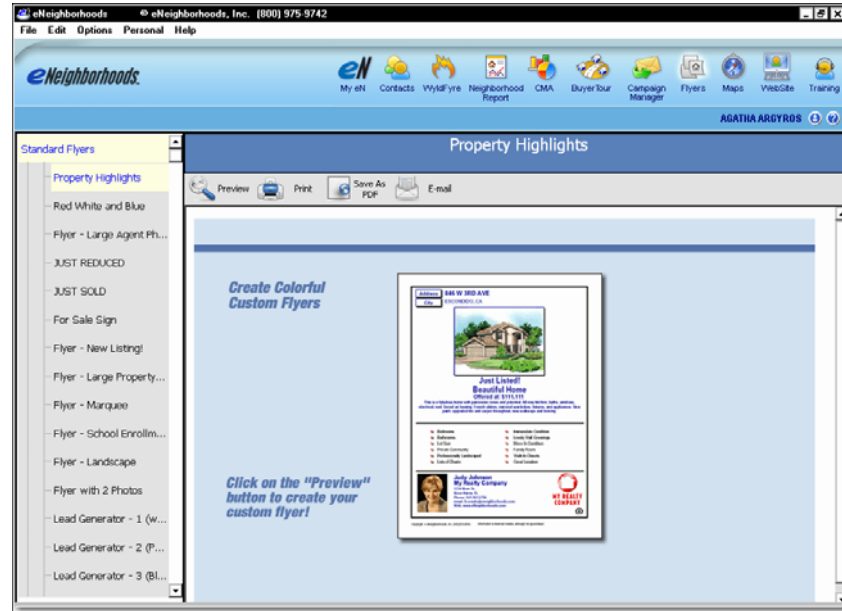 eNeighborhoods © eNeighborhoods, Inc. (800) 975-9742
File Edit Options Personal Help
eNeighborhoods.
eN
My eN Contacts WyldFyre Neighborhood Report CMA BuyerTour Campaign Manager Flyers Maps WebSite Training
AGATHA ARGYROS
Standard Flyers
Property Highlights
Property Highlights
Preview Print Save As PDF E-mail
Red White and Blue
Flyer - Large Agent Ph...
JUST REDUCED
JUST SOLD
For Sale Sign
Flyer - New Listing!
Flyer - Large Property...
Flyer - Marquee
Flyer - School Enrollm...
Flyer - Landscape
Flyer with 2 Photos
Lead Generator - 1 (w...
Lead Generator - 2 (P...
Lead Generator - 3 (Bl...
Create Colorful
Custom Flyers
Click on the "Preview"
button to create your
custom flyer!
Address 846 W 3RD AVE
City ESCONDIDO, CA
Just Listed!
Beautiful Home
Offered at: $111,111
Judy Johnson
My Realty Company
MY REALTY
COMPANY